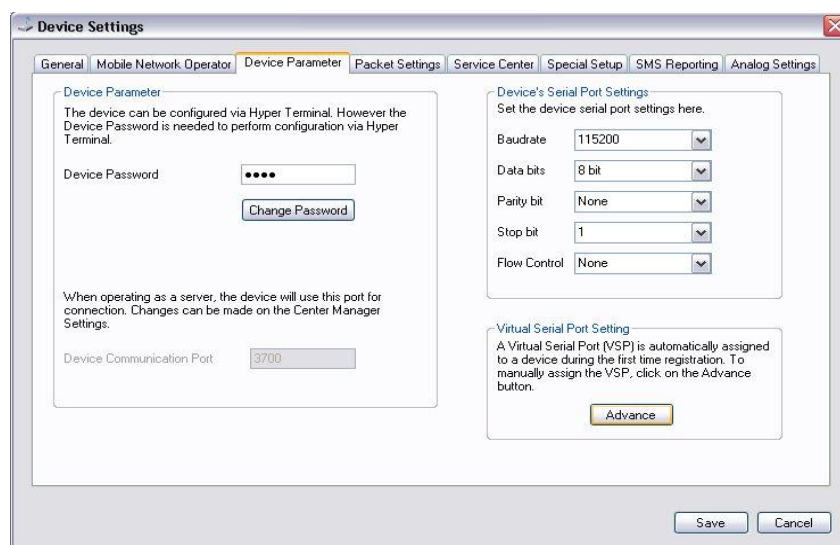 Device Settings
General
Mobile Network Operator
Device Parameter
Packet Settings
Service Center
Special Setup
SMS Reporting
Analog Settings
Device Parameter
The device can be configured via Hyper Terminal. However the
Device Password is needed to perform configuration via Hyper
Terminal.
Device Password
••••
Change Password
When operating as a server, the device will use this port for
connection. Changes can be made on the Center Manager
Settings.
Device Communication Port
3700
Device's Serial Port Settings
Set the device serial port settings here.
Baudrate
115200
Data bits
8 bit
Parity bit
None
Stop bit
1
Flow Control
None
Virtual Serial Port Setting
A Virtual Serial Port (VSP) is automatically assigned
to a device during the first time registration. To
manually assign the VSP, click on the Advance
button.
Advance
Save
Cancel